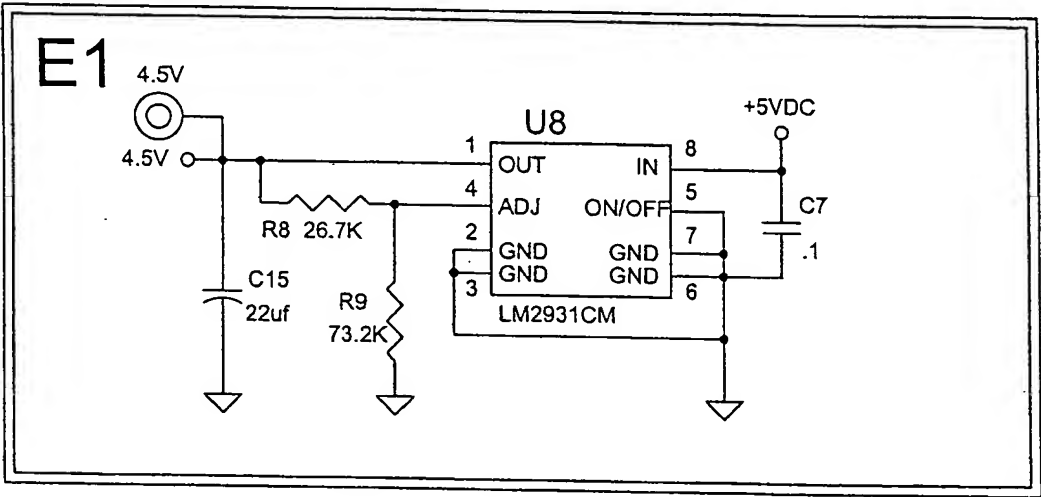 E1
4.5V
4.5V
R8 26.7K
C15
22uf
R9
73.2K
U8
1
OUT
4
ADJ
2
GND
GND
3
IN
8
ON/OFF
5
GND
7
GND
6
LM2931CM
+5VDC
C7
.1